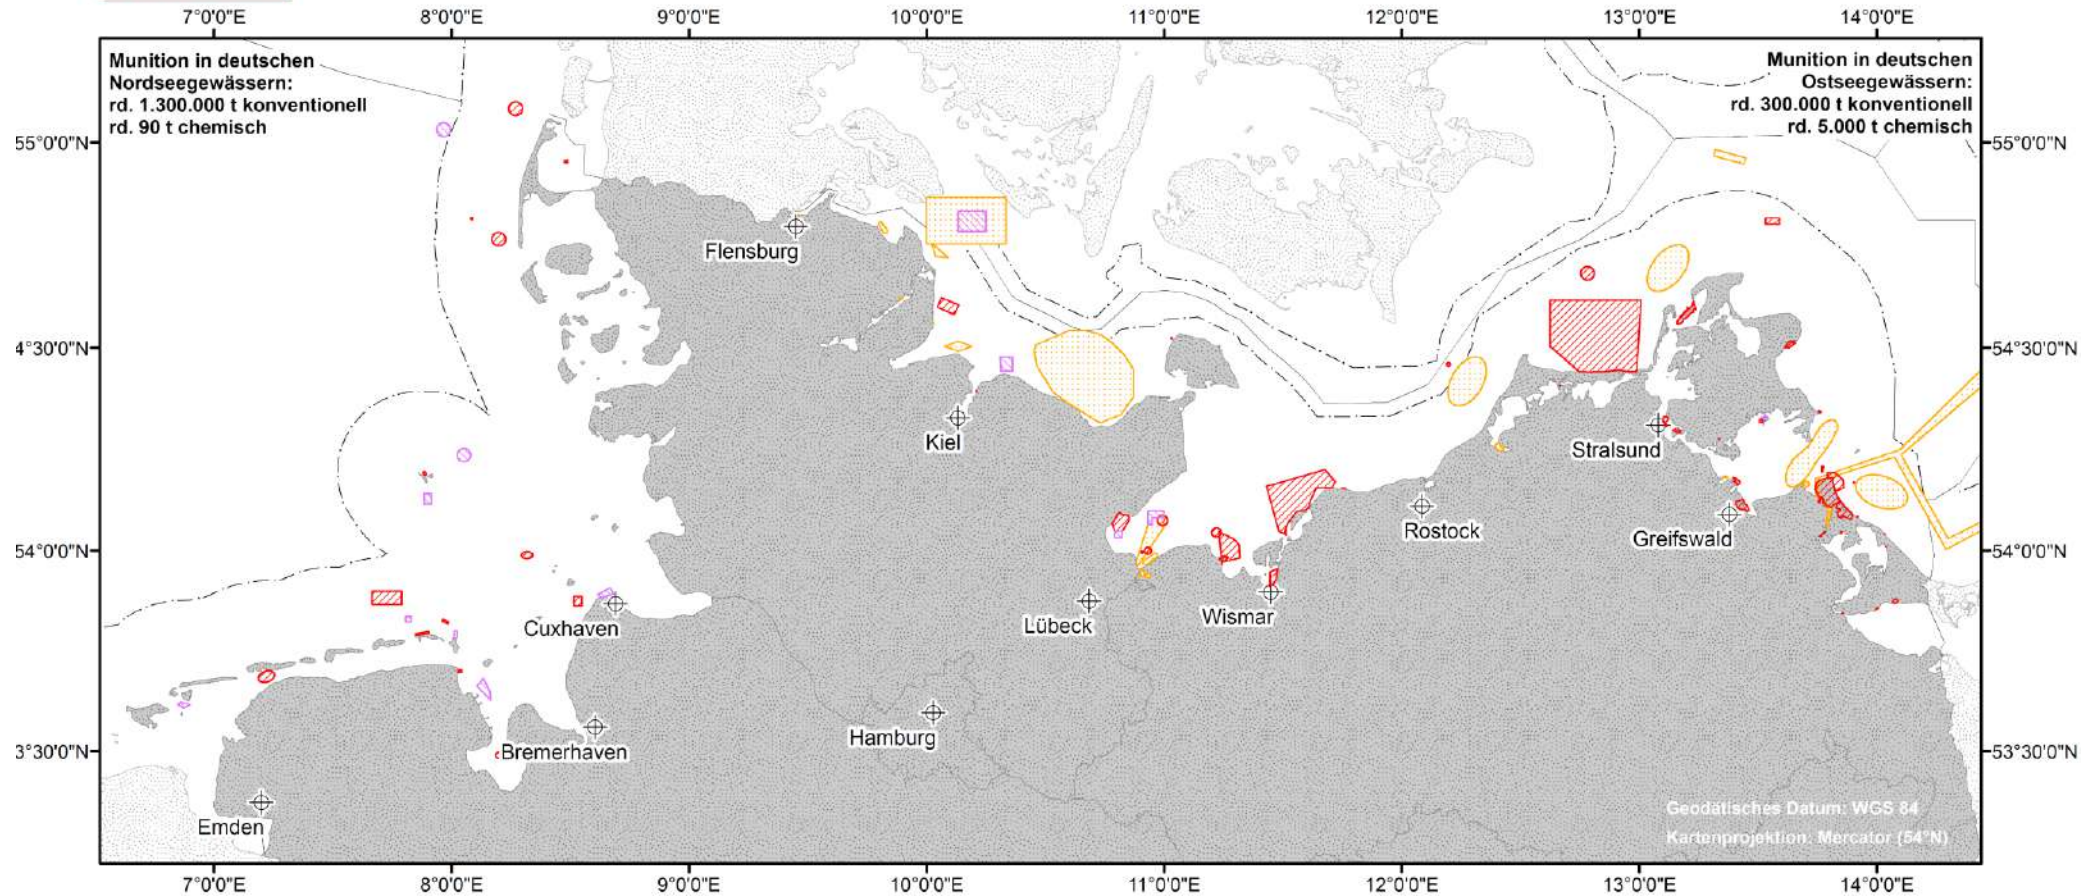 7°0'0"E 8°0'0"E 9°0'0"E 10°0'0"E 11°0'0"E 12°0'0"E 13°0'0"E 14°0'0"E
Munition in deutschen
Nordseegewässern:
rd. 1.300.000 t konventionell
rd. 90 t chemisch
Munition in deutschen
Ostseegewässern:
rd. 300.000 t konventionell
rd. 5.000 t chemisch
55°0'0"N 55°0'0"N
Flensburg
4°30'0"N 54°30'0"N
Kiel
Stralsund
Rostock
Greifswald
54°0'0"N 54°0'0"N
Cuxhaven
Lübeck
Wismar
Hamburg
Bremerhaven
3°30'0"N 53°30'0"N
Emden
Geodätisches Datum: WGS 84
Kartenprojektion: Mercator (54°N)
7°0'0"E 8°0'0"E 9°0'0"E 10°0'0"E 11°0'0"E 12°0'0"E 13°0'0"E 14°0'0"E